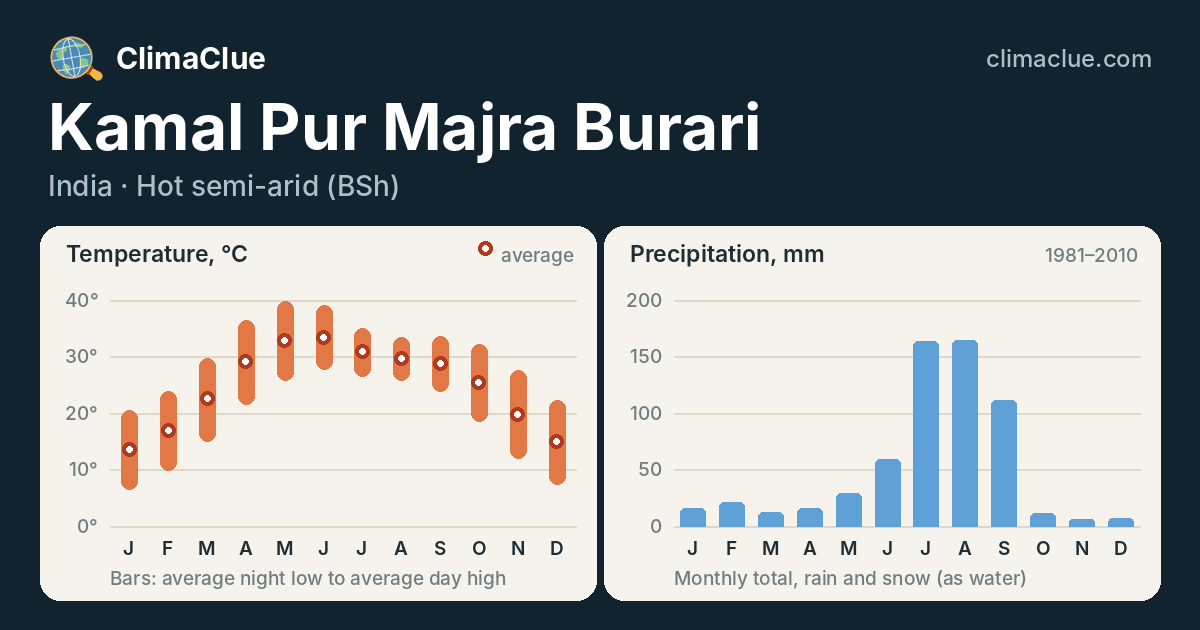 ClimaClue
climaclue.com
Kamal Pur Majra Burari
India · Hot semi-arid (BSh)
Temperature, °C
average
40°
30°
20°
10°
0°
J F M A M J J A S O N D
Bars: average night low to average day high
Precipitation, mm
1981–2010
200
150
100
50
0
J F M A M J J A S O N D
Monthly total, rain and snow (as water)